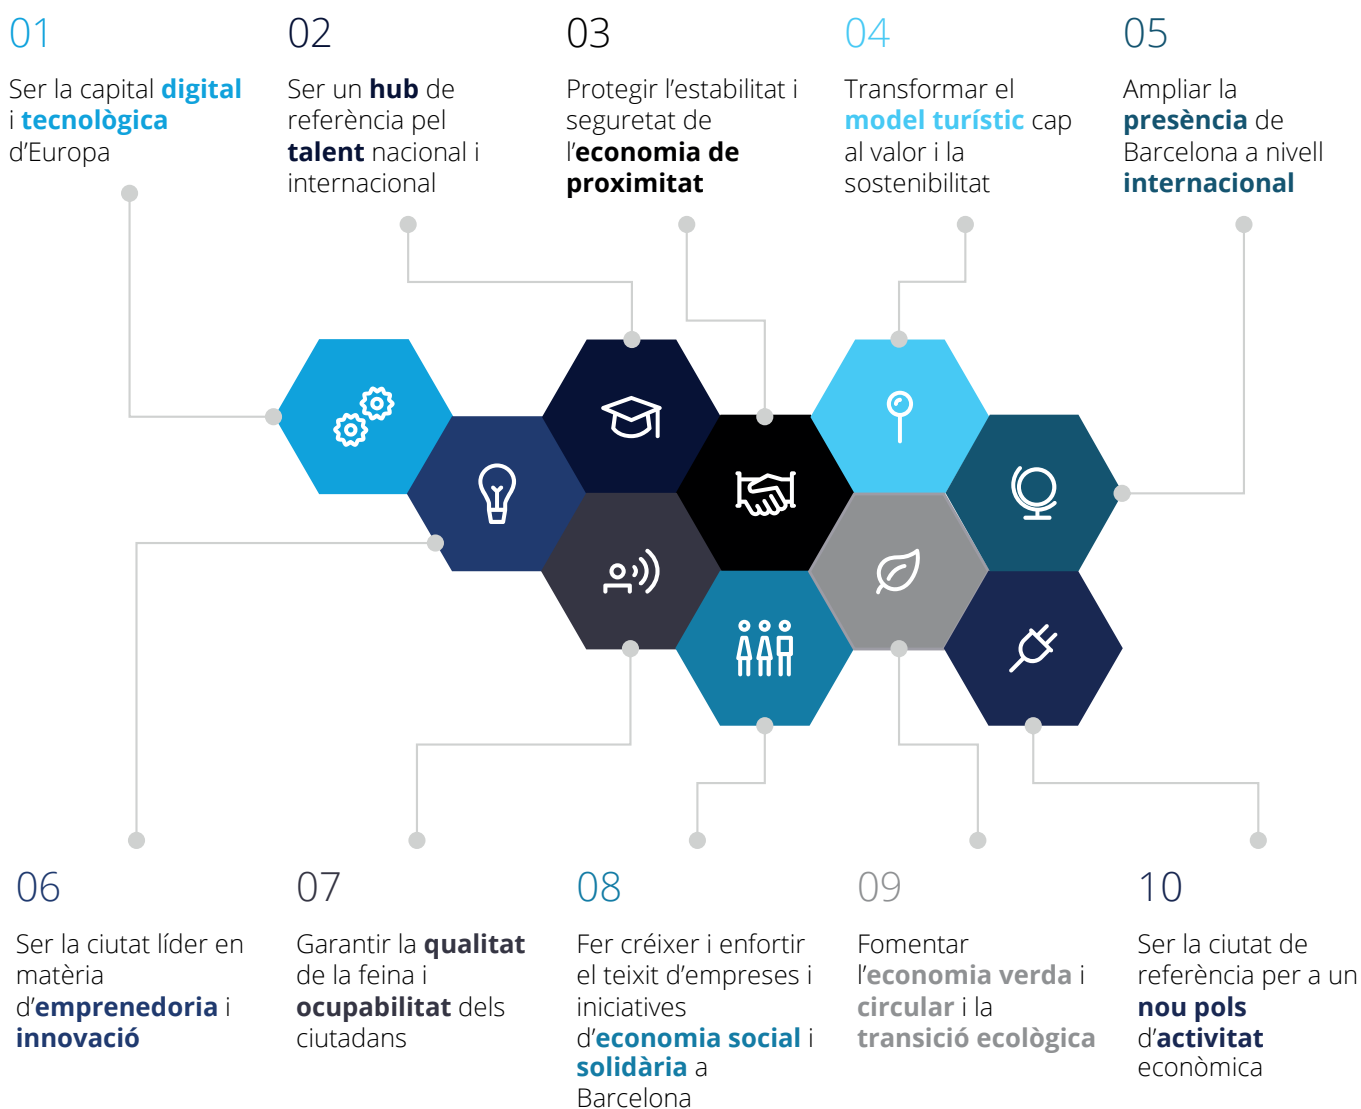 01
Ser la capital digital
i tecnològica
d’Europa
02
Ser un hub de
referència pel
talent nacional i
internacional
03
Protegir l’estabilitat i
seguretat de
l’economia de
proximitat
04
Transformar el
model turístic cap
al valor i la
sostenibilitat
05
Ampliar la
presència de
Barcelona a nivell
internacional
06
Ser la ciutat líder en
matèria
d’emprenedoria i
innovació
07
Garantir la qualitat
de la feina i
ocupabilitat dels
ciutadans
08
Fer créixer i enfortir
el teixit d’empreses i
iniciatives
d’economia social i
solidària a
Barcelona
09
Fomentar
l’economia verda i
circular i la
transició ecològica
10
Ser la ciutat de
referència per a un
nou pols
d’activitat
econòmica